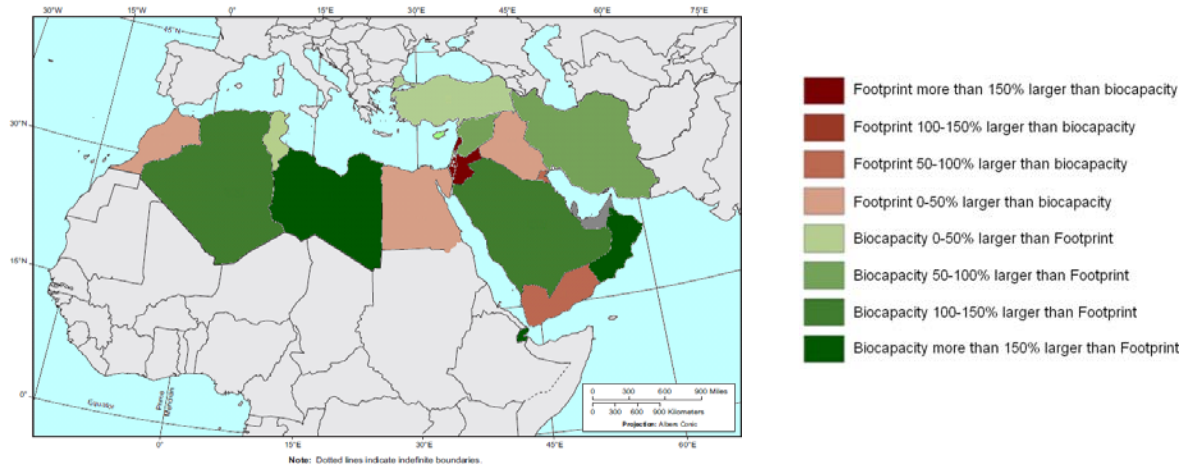 30°W 15°W 0° 15°E 30°E 45°E 60°E 75°E
45°N
30°N
15°N
0°
Equator
Prime
Meridian
0 300 600 900 Miles
0 300 600 900 Kilometers
Projection: Albers Conic
0° 15°E 30°E 45°E 60°E
Note: Dotted lines indicate indefinite boundaries.
Footprint more than 150% larger than biocapacity
Footprint 100-150% larger than biocapacity
Footprint 50-100% larger than biocapacity
Footprint 0-50% larger than biocapacity
Biocapacity 0-50% larger than Footprint
Biocapacity 50-100% larger than Footprint
Biocapacity 100-150% larger than Footprint
Biocapacity more than 150% larger than Footprint